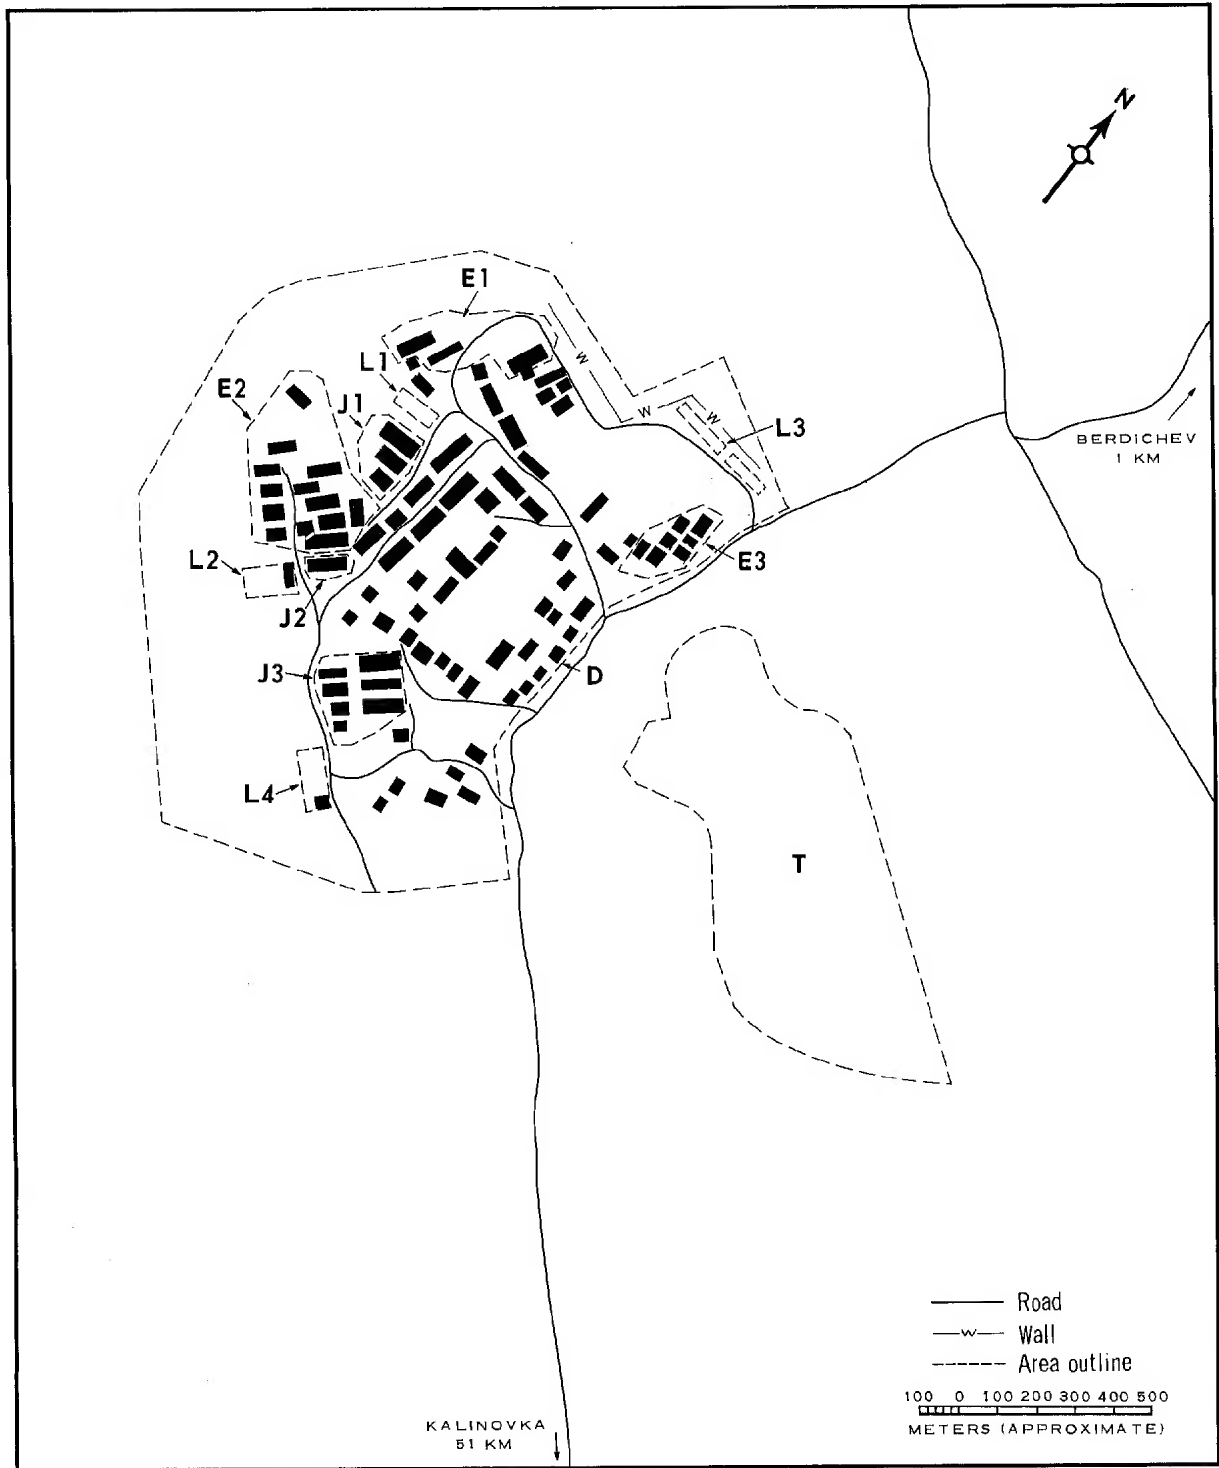 N
E1
L1
E2
J1
W
W
W
L3
BERDICHEV
1 KM
L2
E3
J2
J3
D
L4
T
Road
W Wall
Area outline
100 0 100 200 300 400 500
METERS (APPROXIMATE)
KALINOVKA
51 KM